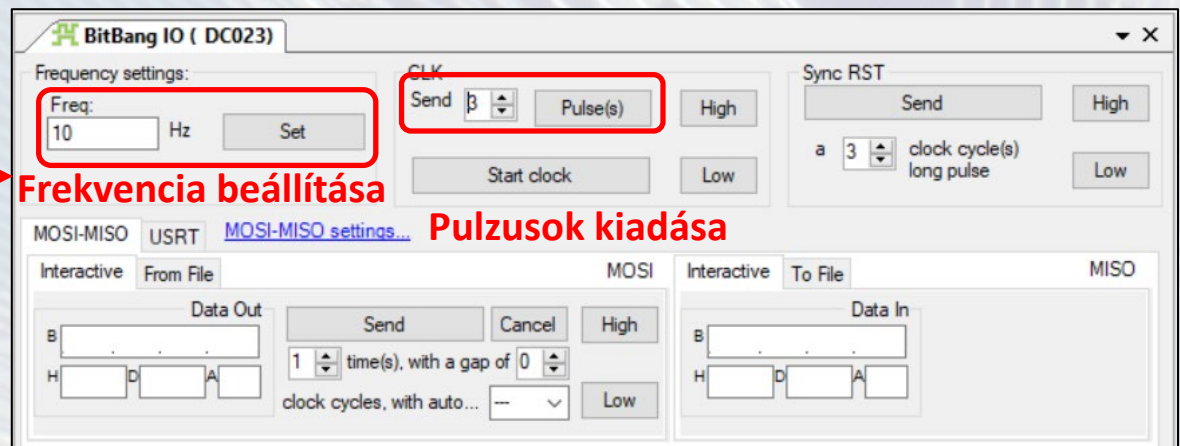 BitBang IO ( DC023)
Frequency settings:
Freq:
10 Hz Set
CLK
Send 3 Pulse(s) High
Start clock Low
Sync RST
Send High
a 3 clock cycle(s)
long pulse
Low
Frekvencia beállítása
Pulzusok kiadása
MOSI-MISO USRT MOSI-MISO settings...
Interactive From File MOSI
Data Out
B
H D A
Send Cancel High
1 time(s), with a gap of 0
clock cycles, with auto... --- Low
Interactive To File MISO
Data In
B
H D A